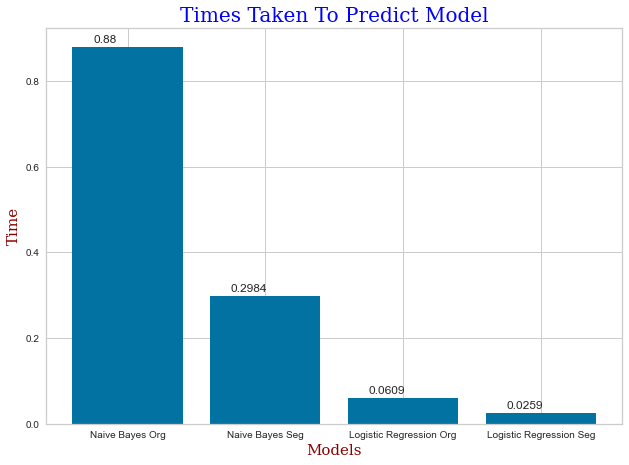 Times Taken To Predict Model
0.88
0.8
0.6
0.4
0.2984
0.2
0.0609
0.0259
0.0
Time
Naive Bayes Org
Naive Bayes Seg
Logistic Regression Org
Logistic Regression Seg
Models